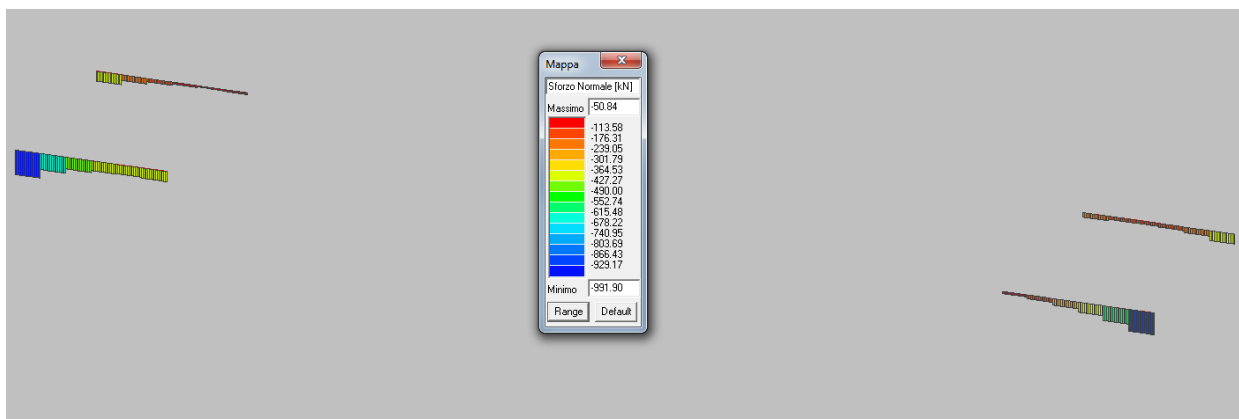 Mappa
Sforzo Normale [kN]
Massimo -50.84
-113.58
-176.31
-239.05
-301.79
-364.53
-427.27
-490.00
-552.74
-615.48
-678.22
-740.95
-803.69
-866.43
-929.17
Minimo -991.90
Range Default